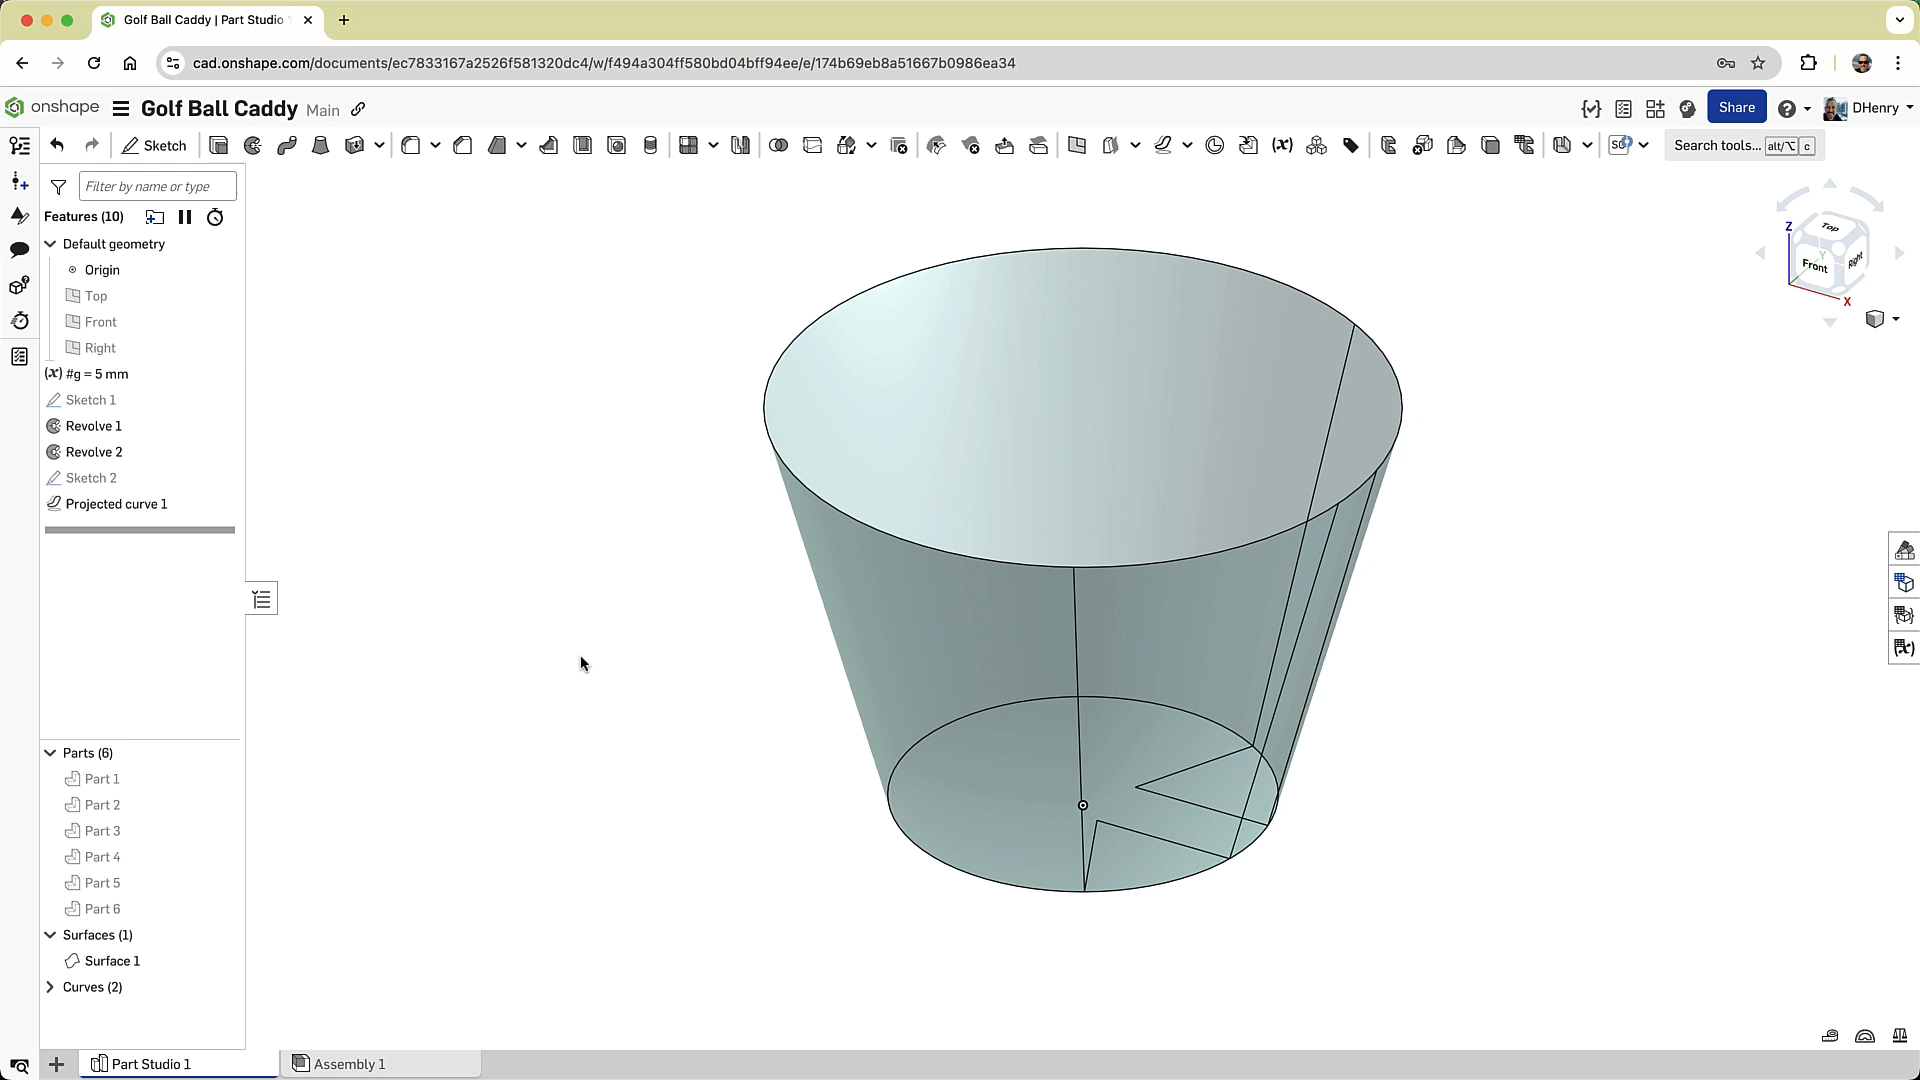 Golf Ball Caddy | Part Studio
cad.onshape.com/documents/ec7833167a2526f581320dc4/w/f494a304ff580bd04bff94ee/e/174b69eb8a51667b0986ea34
onshape
Golf Ball Caddy Main
Share
DHenry
Sketch
Search tools... alt/⌥ c
Filter by name or type
Features (10)
Default geometry
Origin
Top
Front
Right
(x) #g = 5 mm
Sketch 1
Revolve 1
Revolve 2
Sketch 2
Projected curve 1
Parts (6)
Part 1
Part 2
Part 3
Part 4
Part 5
Part 6
Surfaces (1)
Surface 1
Curves (2)
Z
Top
Y
Front
Right
X
Part Studio 1
Assembly 1